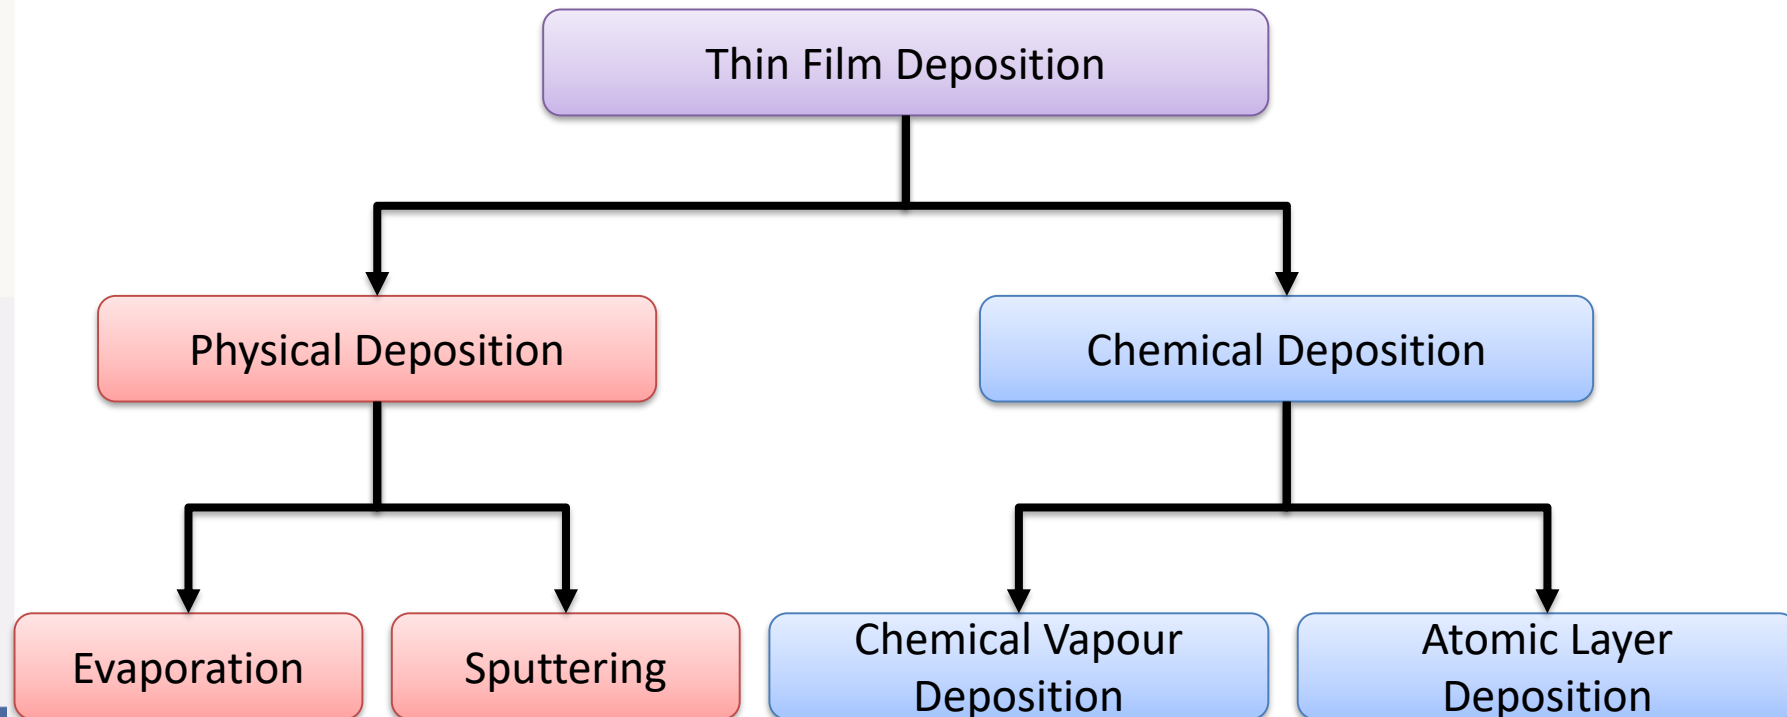 Thin Film Deposition
Physical Deposition
Chemical Deposition
Evaporation
Sputtering
Chemical Vapour
Deposition
Atomic Layer
Deposition